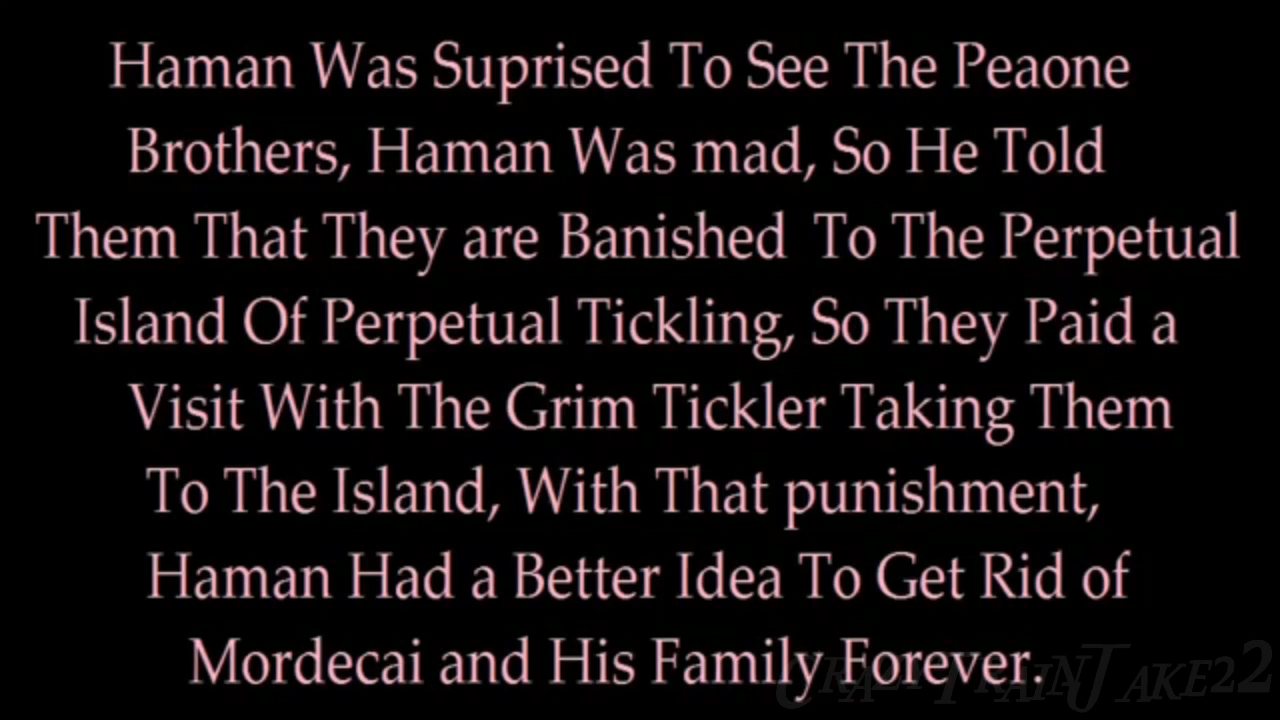 Haman Was Suprised To See The Peaone
Brothers, Haman Was mad, So He Told
Them That They are Banished To The Perpetual
Island Of Perpetual Tickling, So They Paid a
Visit With The Grim Tickler Taking Them
To The Island, With That punishment,
Haman Had a Better Idea To Get Rid of
Mordecai and His Family Forever.
CRAZYTRAINJAKE22